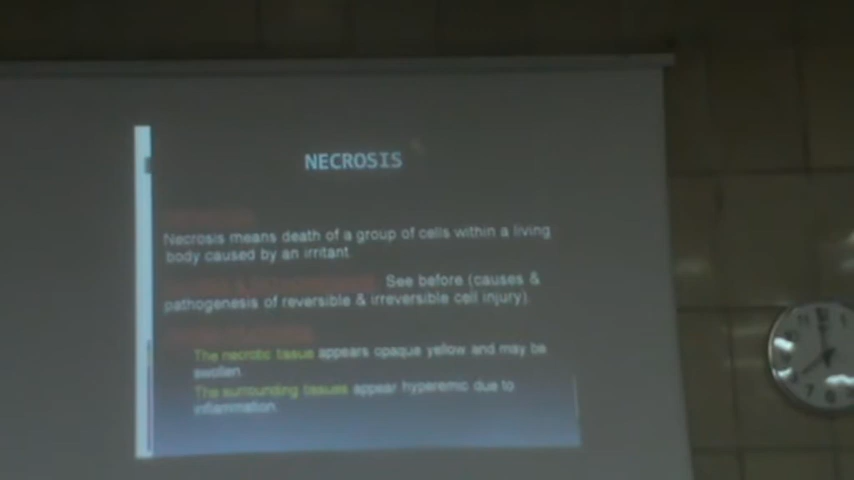 NECROSIS
Necrosis means death of a group of cells within a living
body caused by an irritant
See before (causes &
pathogenesis of reversible & irreversible cell injury).
The necrotic tissue appears opaque yellow and may be
swollen.
The surrounding tissues appear hyperemic due to
inflammation.